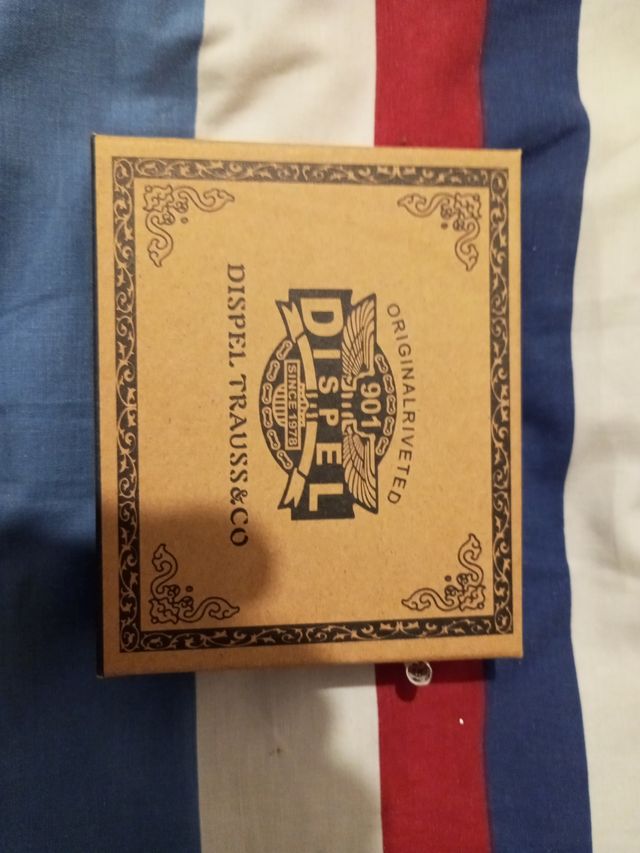 oRIGINALRIVETED
901
DISPEL
SINCE 1978
DISPEL TRAUSS&CO